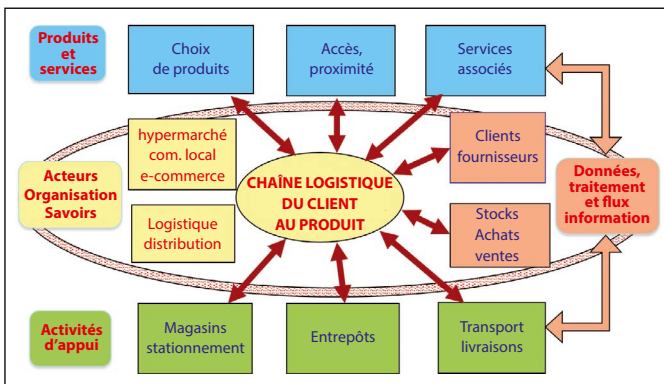 Produits
et
services
Choix
de produits
Accès,
proximité
Services
associés
hypermarché
com. local
e-commerce
Clients
fournisseurs
Acteurs
Organisation
Savoirs
CHAÎNE LOGISTIQUE
DU CLIENT
AU PRODUIT
Données,
traitement
et flux
information
Logistique
distribution
Stocks
Achats
ventes
Activités
d’appui
Magasins
stationnement
Entrepôts
Transport
livraisons